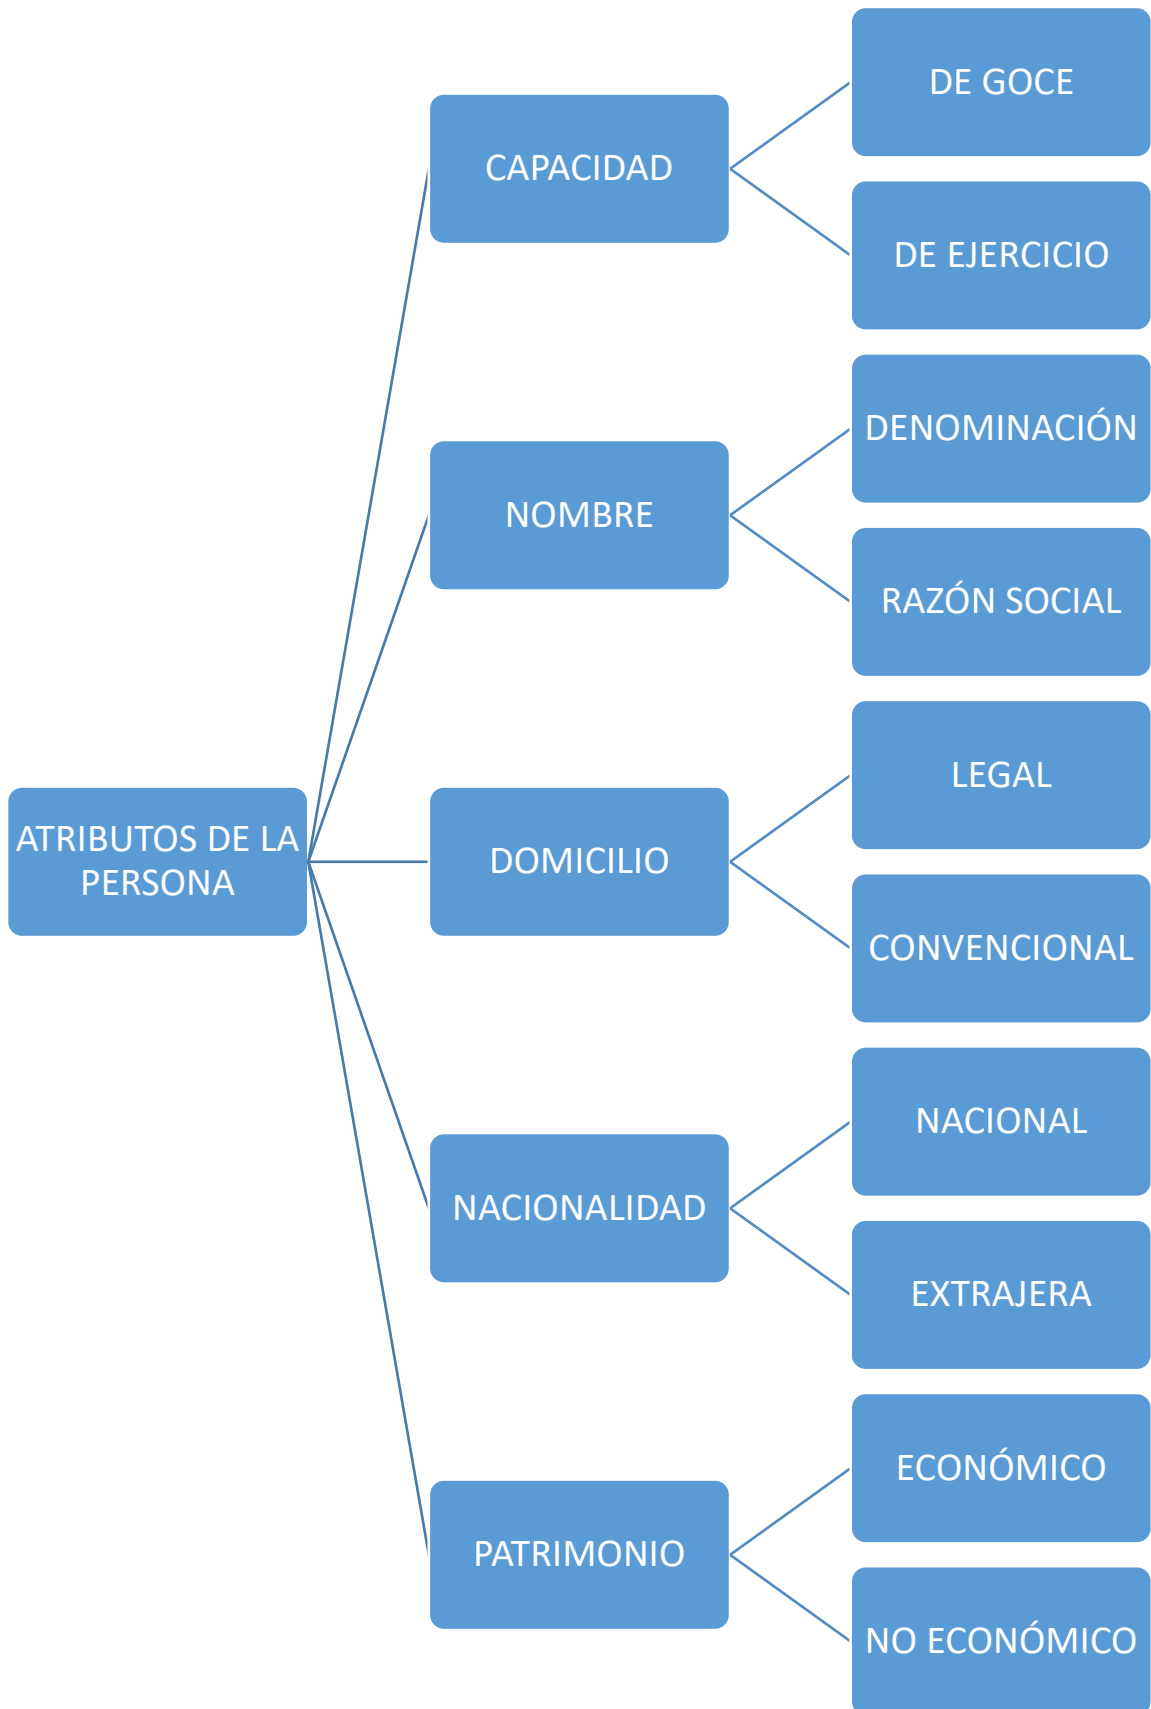 ATRIBUTOS DE LA
PERSONA
CAPACIDAD
DE GOCE
DE EJERCICIO
NOMBRE
DENOMINACIÓN
RAZÓN SOCIAL
DOMICILIO
LEGAL
CONVENCIONAL
NACIONALIDAD
NACIONAL
EXTRAJERA
PATRIMONIO
ECONÓMICO
NO ECONÓMICO